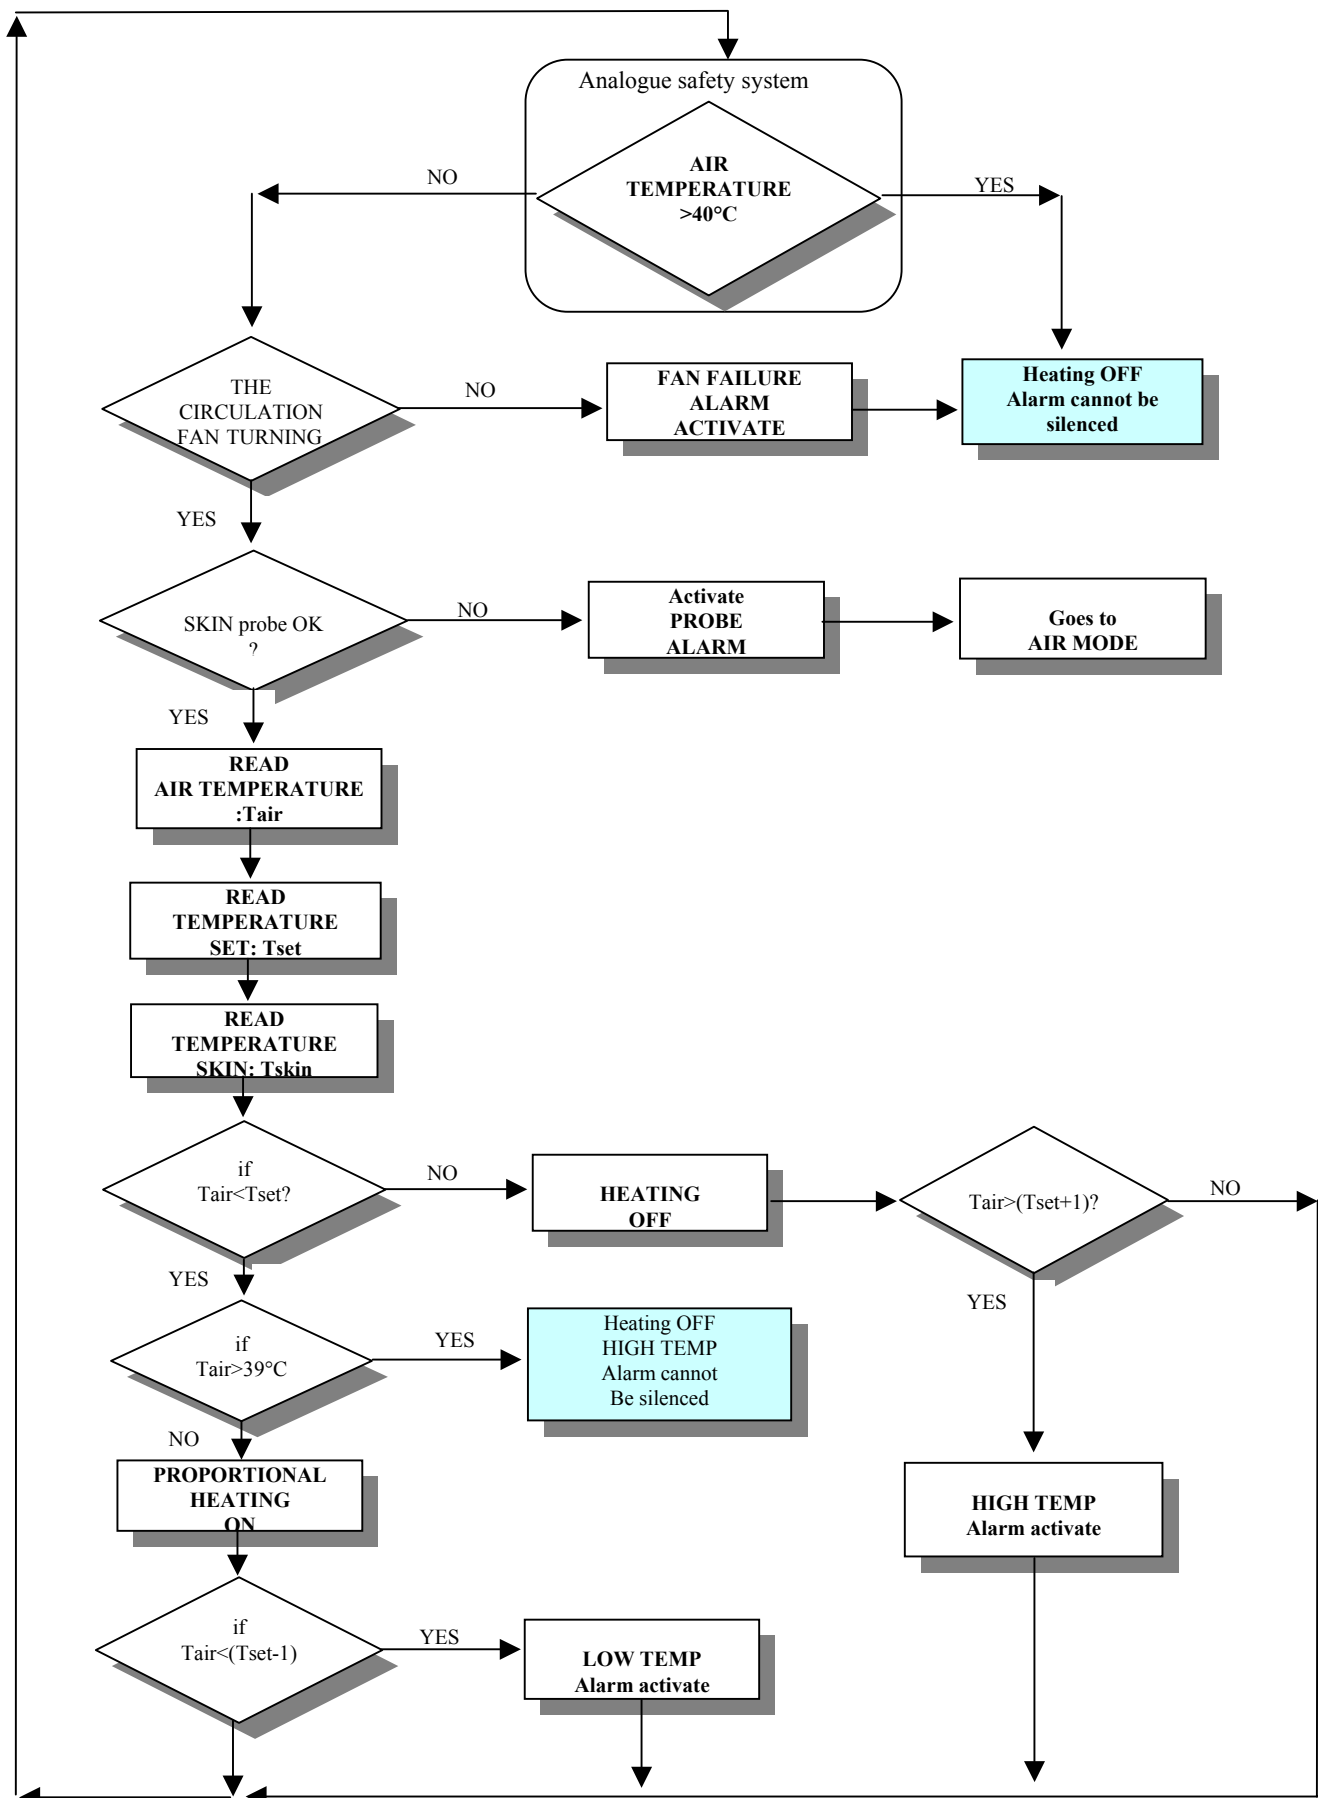 Analogue safety system
AIR
TEMPERATURE
>40°C
NO
YES
THE
CIRCULATION
FAN TURNING
NO
FAN FAILURE
ALARM
ACTIVATE
Heating OFF
Alarm cannot be
silenced
YES
SKIN probe OK
?
NO
Activate
PROBE
ALARM
Goes to
AIR MODE
YES
READ
AIR TEMPERATURE
:Tair
READ
TEMPERATURE
SET: Tset
READ
TEMPERATURE
SKIN: Tskin
if
Tair<Tset?
NO
HEATING
OFF
Tair>(Tset+1)?
NO
YES
YES
if
Tair>39°C
YES
Heating OFF
HIGH TEMP
Alarm cannot
Be silenced
NO
PROPORTIONAL
HEATING
ON
HIGH TEMP
Alarm activate
if
Tair<(Tset-1)
YES
LOW TEMP
Alarm activate